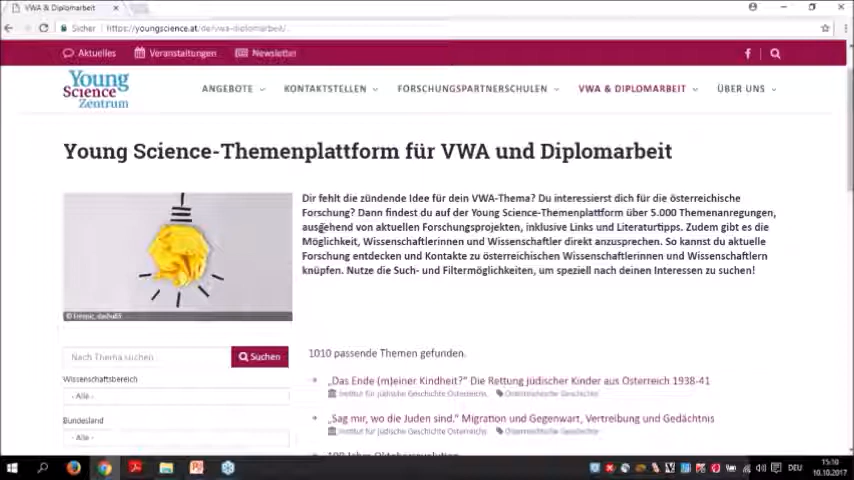 VWA & Diplomarbeit
Sicher https://youngscience.at/de/vwa-diplomarbeit/
Aktuelles Veranstaltungen Newsletter
Young
Science
Zentrum
ANGEBOTE KONTAKTSTELLEN FORSCHUNGSPARTNERSCHULEN VWA & DIPLOMARBEIT ÜBER UNS
Young Science-Themenplattform für VWA und Diplomarbeit
Dir fehlt die zündende Idee für dein VWA-Thema? Du interessierst dich für die österreichische
Forschung? Dann findest du auf der Young Science-Themenplattform über 5.000 Themenanregungen,
ausgehend von aktuellen Forschungsprojekten, inklusive Links und Literaturtipps. Zudem gibt es die
Möglichkeit, Wissenschaftlerinnen und Wissenschaftler direkt anzusprechen. So kannst du aktuelle
Forschung entdecken und Kontakte zu österreichischen Wissenschaftlerinnen und Wissenschaftlern
knüpfen. Nutze die Such- und Filtermöglichkeiten, um speziell nach deinen Interessen zu suchen!
Nach Thema suchen
Suchen
1010 passende Themen gefunden.
Wissenschaftsbereich
- Alle -
Bundesland
- Alle -
„Das Ende (m)einer Kindheit?" Die Rettung jüdischer Kinder aus Österreich 1938-41
Institut für jüdische Geschichte Österreichs Österreichische Geschichte
„Sag mir, wo die Juden sind." Migration und Gegenwart, Vertreibung und Gedächtnis
Institut für jüdische Geschichte Österreichs Österreichische Geschichte
100 Jahre Oktoberrevolution
DEU
15:10
10.10.2017